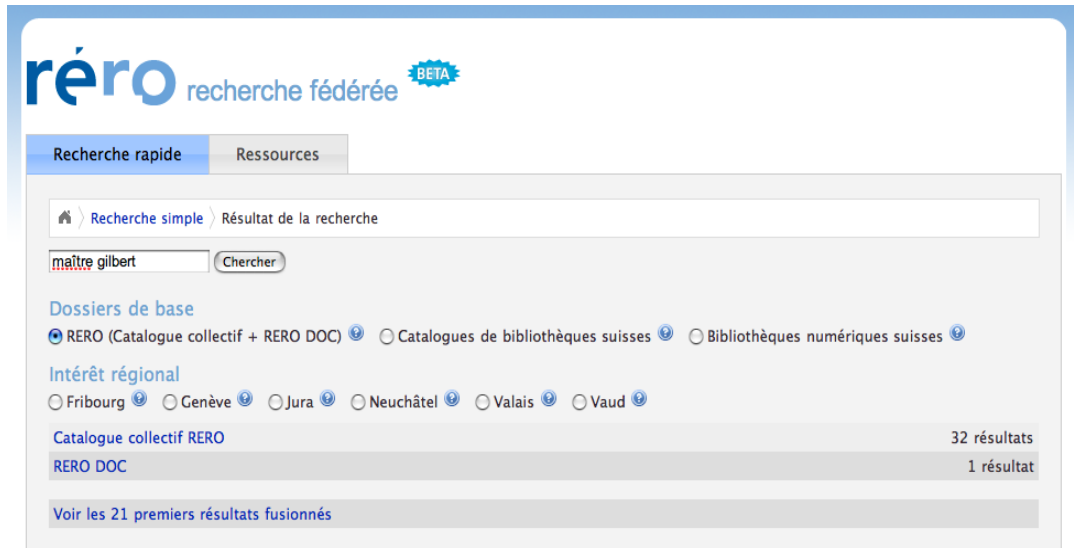 réro recherche fédérée BETA
Recherche rapide Ressources
Recherche simple Résultat de la recherche
maître gilbert Chercher
Dossiers de base
RERO (Catalogue collectif + RERO DOC) ? Catalogues de bibliothèques suisses ? Bibliothèques numériques suisses ?
Intérêt régional
Fribourg ? Genève ? Jura ? Neuchâtel ? Valais ? Vaud ?
Catalogue collectif RERO 32 résultats
RERO DOC 1 résultat
Voir les 21 premiers résultats fusionnés